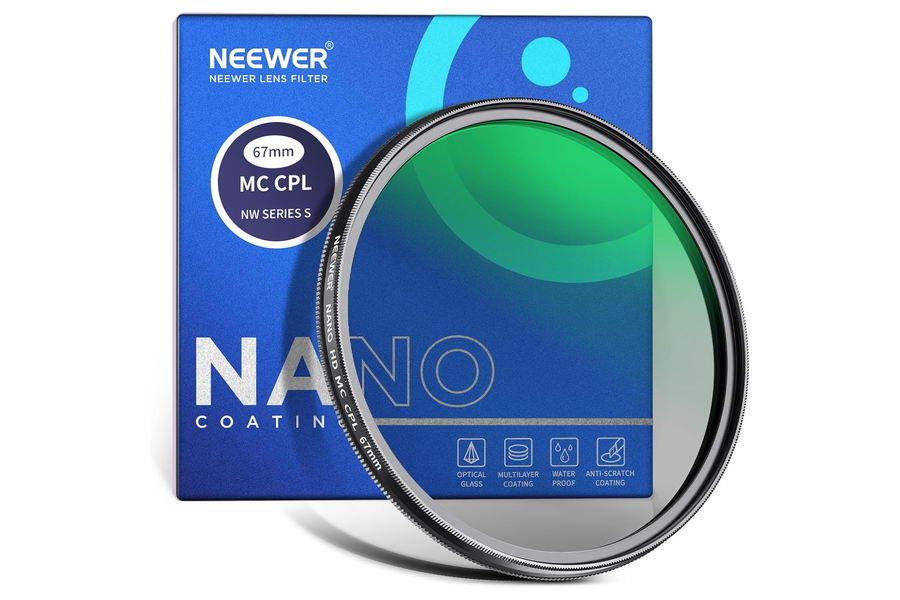 NEEWER®
NEEWER LENS FILTER
67mm
MC CPL
NW SERIES S
NEEWER NANO HD MC CPL 67mm
NANO
COATIN
OPTICAL GLASS
MULTILAYER COATING
WATER PROOF
ANTI-SCRATCH COATING